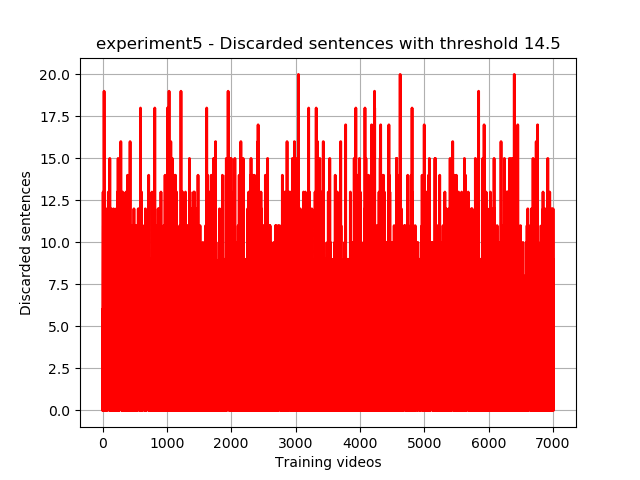 experiment5 - Discarded sentences with threshold 14.5
20.0
17.5
15.0
12.5
10.0
7.5
5.0
2.5
0.0
Discarded sentences
0 1000 2000 3000 4000 5000 6000 7000
Training videos